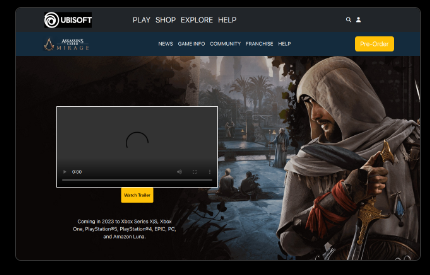 UBISOFT
PLAY SHOP EXPLORE HELP
ASSASSIN'S
CREED
MIRAGE
NEWS GAME INFO COMMUNITY FRANCHISE HELP
Pre-Order
0:00
Watch Trailer
Coming in 2023 to Xbox Series X|S, Xbox
One, PlayStation®5, PlayStation®4, EPIC, PC,
and Amazon Luna.